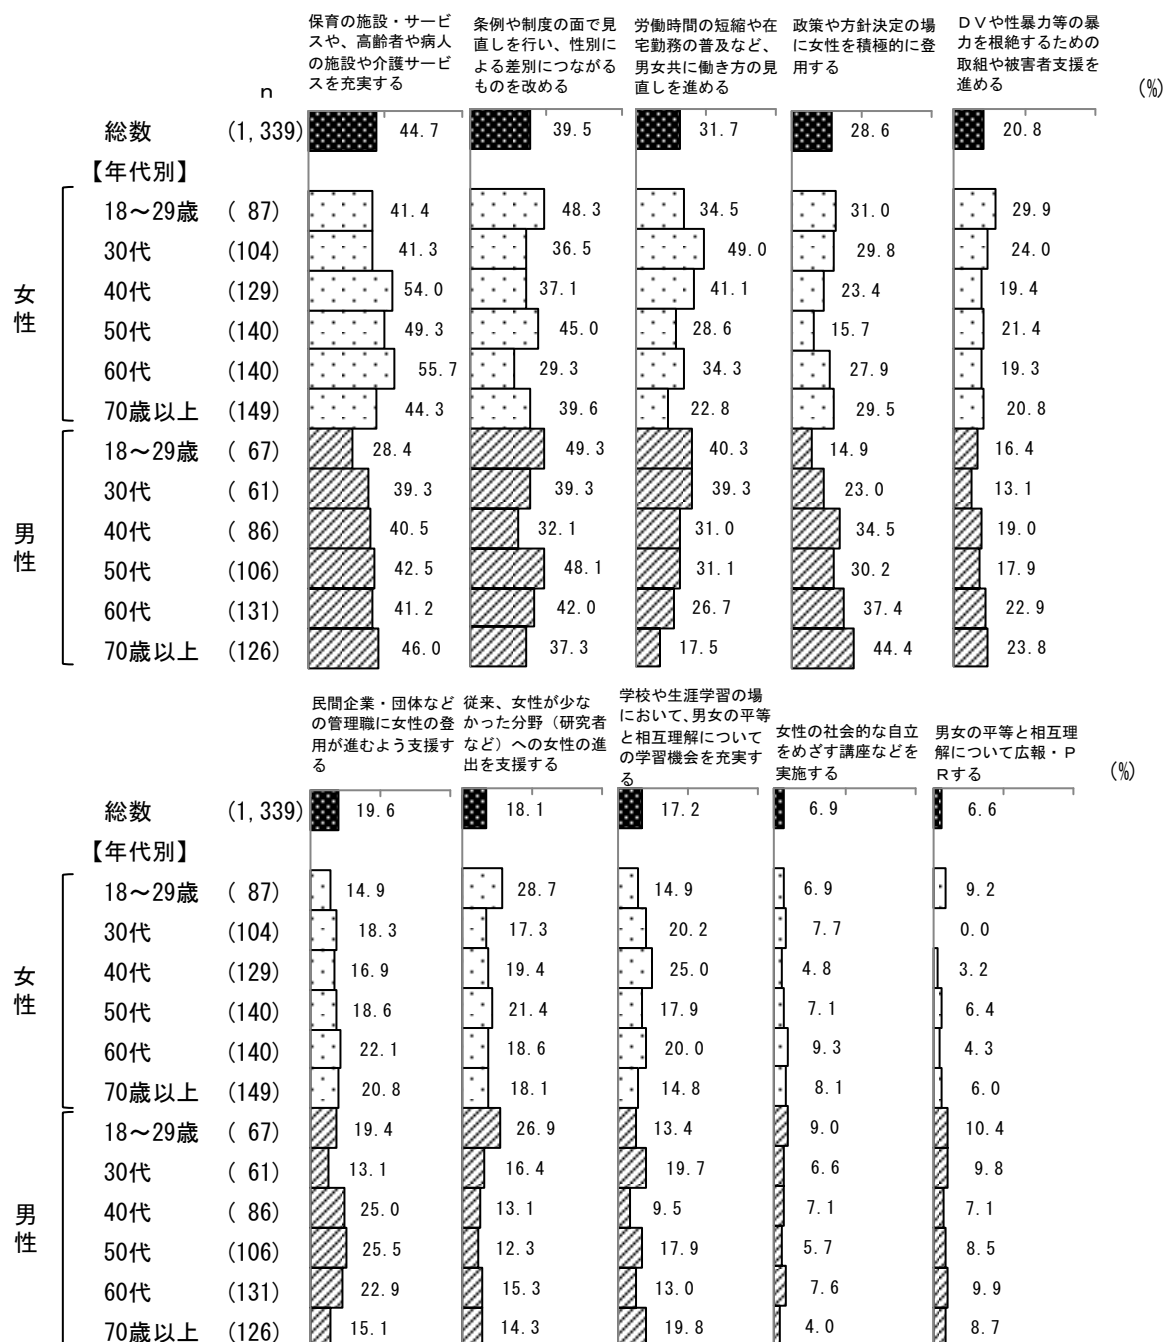 保育の施設・サービ
スや、高齢者や病人
の施設や介護サービ
スを充実する
条例や制度の面で見
直しを行い、性別に
よる差別につながる
ものを改める
労働時間の短縮や在
宅勤務の普及など、
男女共に働き方の見
直しを進める
政策や方針決定の場
に女性を積極的に登
用する
ＤＶや性暴力等の暴
力を根絶するための
取組や被害者支援を
進める
n
(%)
総数 (1,339) 44.7 39.5 31.7 28.6 20.8
【年代別】
女性
18～29歳 ( 87) 41.4 48.3 34.5 31.0 29.9
30代 (104) 41.3 36.5 49.0 29.8 24.0
40代 (129) 54.0 37.1 41.1 23.4 19.4
50代 (140) 49.3 45.0 28.6 15.7 21.4
60代 (140) 55.7 29.3 34.3 27.9 19.3
70歳以上 (149) 44.3 39.6 22.8 29.5 20.8
男性
18～29歳 ( 67) 28.4 49.3 40.3 14.9 16.4
30代 ( 61) 39.3 39.3 39.3 23.0 13.1
40代 ( 86) 40.5 32.1 31.0 34.5 19.0
50代 (106) 42.5 48.1 31.1 30.2 17.9
60代 (131) 41.2 42.0 26.7 37.4 22.9
70歳以上 (126) 46.0 37.3 17.5 44.4 23.8
民間企業・団体など
の管理職に女性の登
用が進むよう支援す
る
従来、女性が少な
かった分野（研究者
など）への女性の進
出を支援する
学校や生涯学習の場
において、男女の平等
と相互理解について
の学習機会を充実す
る
女性の社会的な自立
をめざす講座などを
実施する
男女の平等と相互理
解について広報・Ｐ
Ｒする
(%)
総数 (1,339) 19.6 18.1 17.2 6.9 6.6
【年代別】
女性
18～29歳 ( 87) 14.9 28.7 14.9 6.9 9.2
30代 (104) 18.3 17.3 20.2 7.7 0.0
40代 (129) 16.9 19.4 25.0 4.8 3.2
50代 (140) 18.6 21.4 17.9 7.1 6.4
60代 (140) 22.1 18.6 20.0 9.3 4.3
70歳以上 (149) 20.8 18.1 14.8 8.1 6.0
男性
18～29歳 ( 67) 19.4 26.9 13.4 9.0 10.4
30代 ( 61) 13.1 16.4 19.7 6.6 9.8
40代 ( 86) 25.0 13.1 9.5 7.1 7.1
50代 (106) 25.5 12.3 17.9 5.7 8.5
60代 (131) 22.9 15.3 13.0 7.6 9.9
70歳以上 (126) 15.1 14.3 19.8 4.0 8.7